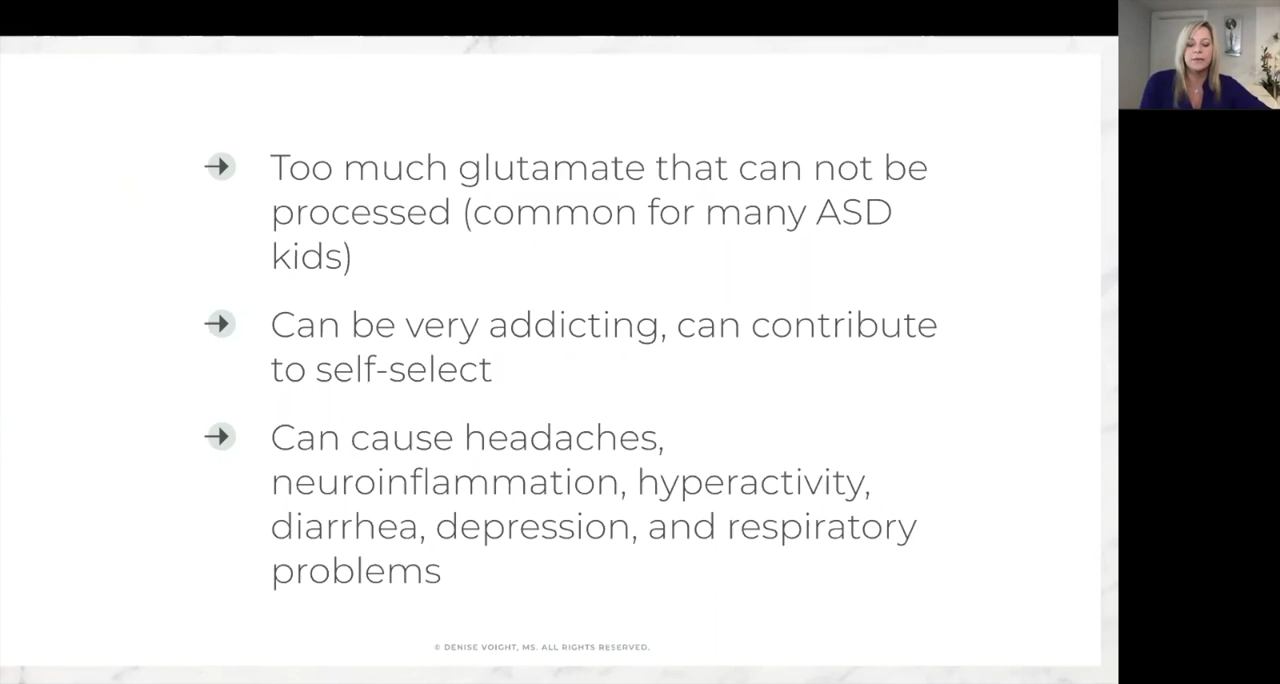 Too much glutamate that can not be
processed (common for many ASD
kids)
Can be very addicting, can contribute
to self-select
Can cause headaches,
neuroinflammation, hyperactivity,
diarrhea, depression, and respiratory
problems
© DENISE VOIGHT, MS. ALL RIGHTS RESERVED.